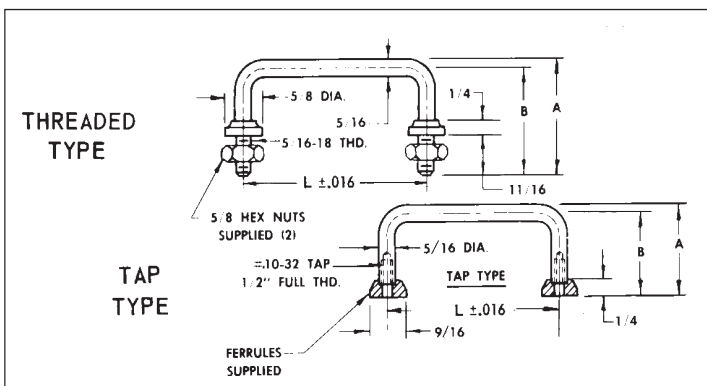 THREADED
TYPE
5/8 DIA.
5/16
1/4
B
A
5/16-18 THD.
L ±.016
11/16
5/8 HEX NUTS
SUPPLIED (2)
TAP
TYPE
5/16 DIA.
B
A
#10-32 TAP
1/2" FULL THD.
TAP TYPE
L ±.016
1/4
9/16
FERRULES
SUPPLIED